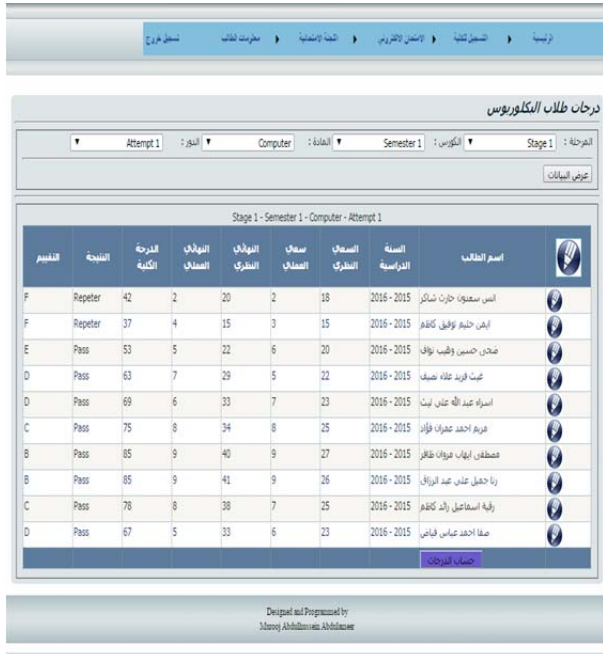 الرئيسية التسجيل للطلبة الامتحان الالكتروني اللجنة الامتحانية معلومات الطالب تسجيل خروج
درجات طلاب البكلوريوس
المرحلة : Stage 1 الكورس : Semester 1 المادة : Computer الدور : Attempt 1
عرض البيانات
Stage 1 - Semester 1 - Computer - Attempt 1
اسم الطالب السنة الدراسية السعي النظري سعي العملي النهائي النظري النهائي العملي الدرجة الكلية النتيجة التقييم
انس سعنون حارث شاكر 2015 - 2016 18 2 20 2 42 Repeter F
ايمن حليم توفيق كاظم 2015 - 2016 15 3 15 4 37 Repeter F
ضحى حسين وهيب نواف 2015 - 2016 20 6 22 5 53 Pass E
غيث فريد علاء نصيف 2015 - 2016 22 5 29 7 63 Pass D
اسراء عبد الله علي ليث 2015 - 2016 23 7 33 6 69 Pass D
مريم احمد عمران فؤاد 2015 - 2016 25 8 34 8 75 Pass C
مصطفى ايهاب مروان ظافر 2015 - 2016 27 9 40 9 85 Pass B
رنا جميل علي عبد الرزاق 2015 - 2016 26 9 41 9 85 Pass B
رقية اسماعيل رائد كاظم 2015 - 2016 25 7 38 8 78 Pass C
صفا احمد عباس فياض 2015 - 2016 23 6 33 5 67 Pass D
حساب الدرجات
Designed and Programmed by
Murooj Abdulhussein Abdulameer